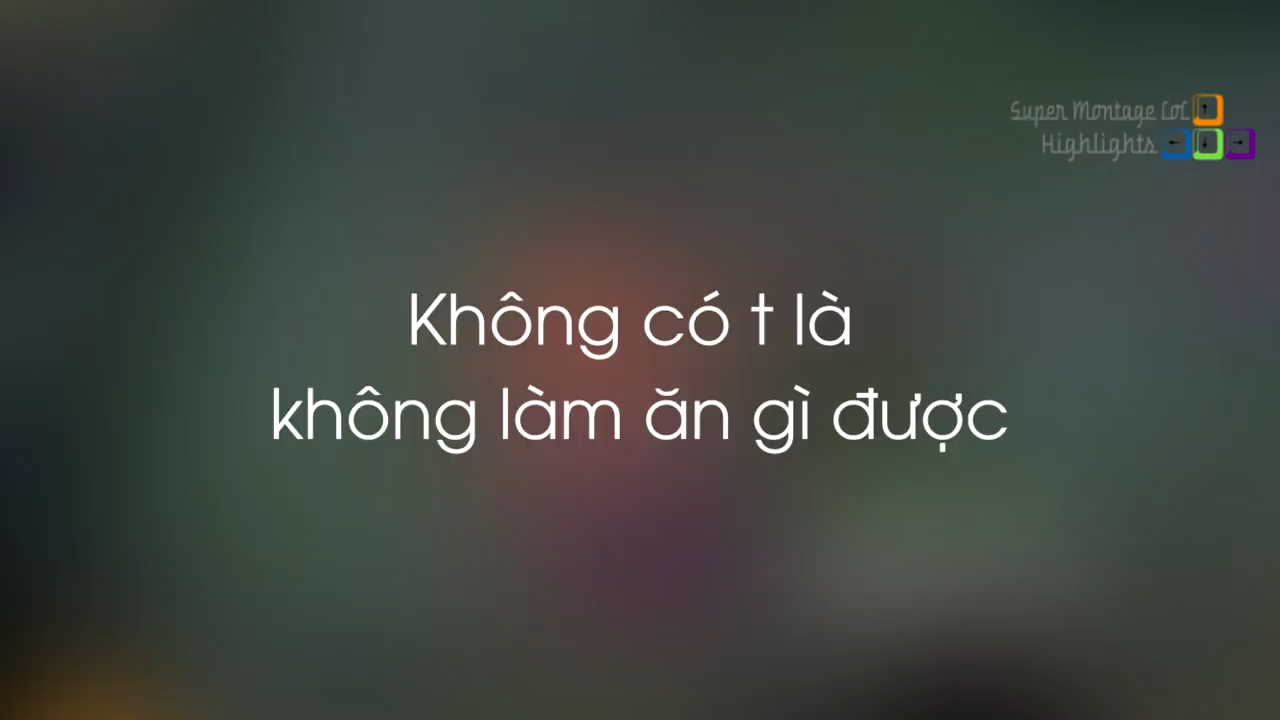 Super Montage LoL
Highlights
Không có t là
không làm ăn gì được